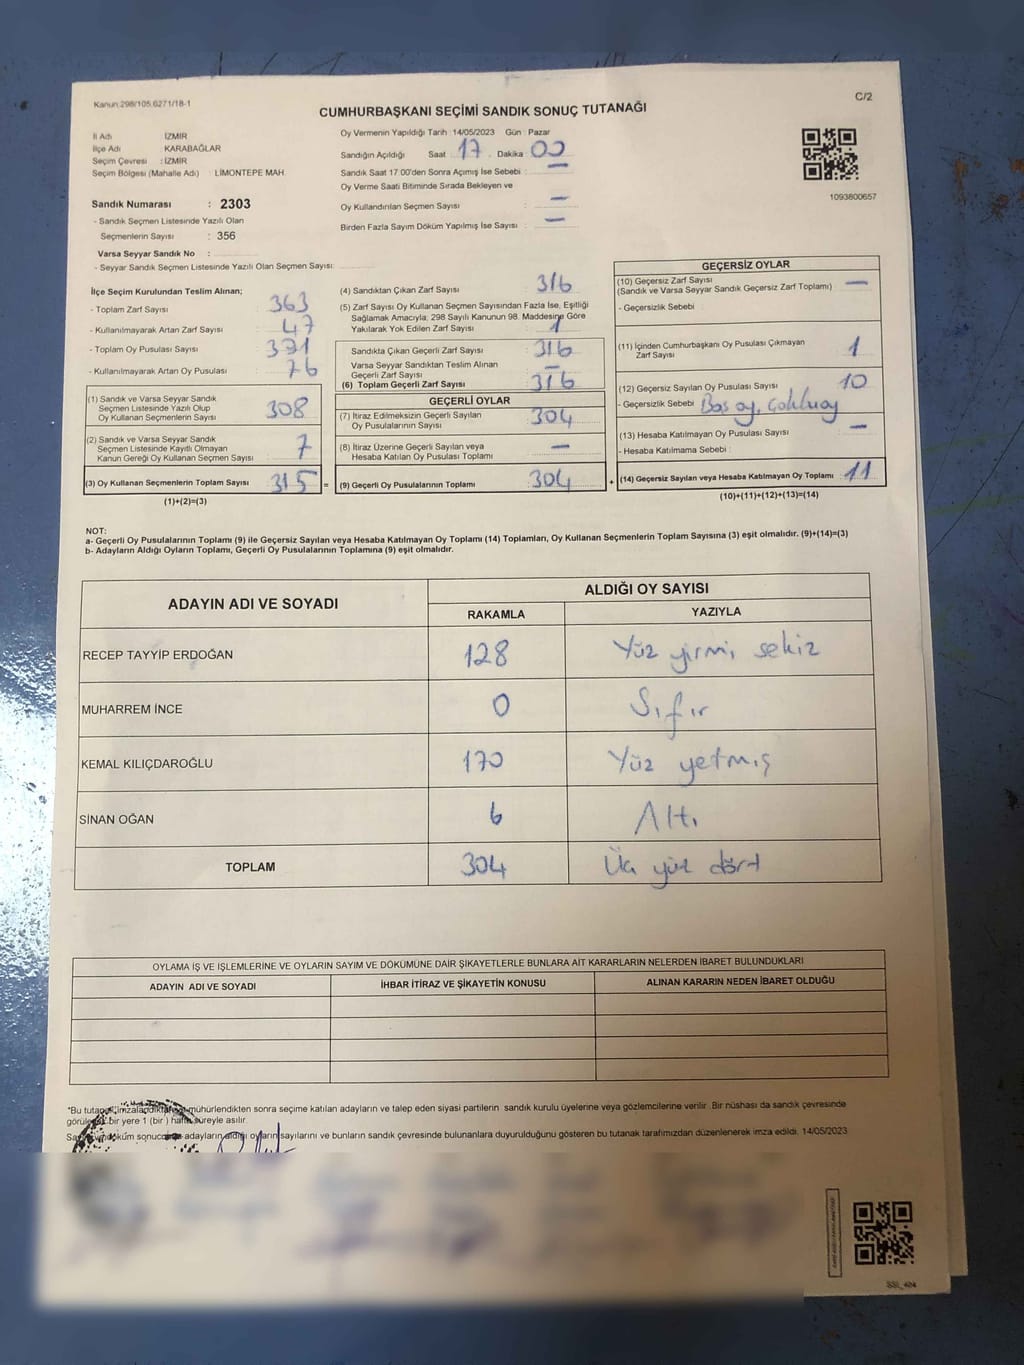 Kanun:298/105,6271/18-1
C/2
CUMHURBAŞKANI SEÇİMİ SANDIK SONUÇ TUTANAĞI
İl Adı İZMİR
İlçe Adı KARABAĞLAR
Seçim Çevresi : İZMİR
Seçim Bölgesi (Mahalle Adı) LİMONTEPE MAH.
Oy Vermenin Yapıldığı Tarih :14/05/2023 Gün : Pazar
Sandığın Açıldığı Saat 17 . Dakika 00
Sandık Saat 17.00'den Sonra Açımış İse Sebebi : —
Oy Verme Saati Bitiminde Sırada Bekleyen ve
Oy Kullandırılan Seçmen Sayısı : —
Birden Fazla Sayım Döküm Yapılmış İse Sayısı : —
1093800657
Sandık Numarası : 2303
- Sandık Seçmen Listesinde Yazılı Olan
Seçmenlerin Sayısı : 356
Varsa Seyyar Sandık No :
- Seyyar Sandık Seçmen Listesinde Yazılı Olan Seçmen Sayısı:
İlçe Seçim Kurulundan Teslim Alınan;
- Toplam Zarf Sayısı 363
- Kullanılmayarak Artan Zarf Sayısı : 47
- Toplam Oy Pusulası Sayısı 391
- Kullanılmayarak Artan Oy Pusulası : 76
(1) Sandık ve Varsa Seyyar Sandık
Seçmen Listesinde Yazılı Olup
Oy Kullanan Seçmenlerin Sayısı : 308
(2) Sandık ve Varsa Seyyar Sandık
Seçmen Listesinde Kayıtlı Olmayan
Kanun Gereği Oy Kullanan Seçmen Sayısı : 7
(3) Oy Kullanan Seçmenlerin Toplam Sayısı 315 =
(1)+(2)=(3)
(4) Sandıktan Çıkan Zarf Sayısı : 316
(5) Zarf Sayısı Oy Kullanan Seçmen Sayısından Fazla İse, Eşitliği
Sağlamak Amacıyla; 298 Sayılı Kanunun 98. Maddesine Göre
Yakılarak Yok Edilen Zarf Sayısı : 1
Sandıkta Çıkan Geçerli Zarf Sayısı : 316
Varsa Seyyar Sandıktan Teslim Alınan
Geçerli Zarf Sayısı : —
(6) Toplam Geçerli Zarf Sayısı : 316
GEÇERLİ OYLAR
(7) İtiraz Edilmeksizin Geçerli Sayılan
Oy Pusulalarının Sayısı : 304
(8) İtiraz Üzerine Geçerli Sayılan veya
Hesaba Katılan Oy Pusulası Toplamı : —
(9) Geçerli Oy Pusulalarının Toplamı : 304 +
GEÇERSİZ OYLAR
(10) Geçersiz Zarf Sayısı :
(Sandık ve Varsa Seyyar Sandık Geçersiz Zarf Toplamı) —
- Geçersizlik Sebebi :
(11) İçinden Cumhurbaşkanı Oy Pusulası Çıkmayan
Zarf Sayısı : 1
(12) Geçersiz Sayılan Oy Pusulası Sayısı : 10
- Geçersizlik Sebebi : Boş oy,
(13) Hesaba Katılmayan Oy Pusulası Sayısı : —
- Hesaba Katılmama Sebebi :
(14) Geçersiz Sayılan veya Hesaba Katılmayan Oy Toplamı : 11
(10)+(11)+(12)+(13)=(14)
NOT:
a- Geçerli Oy Pusulalarının Toplamı (9) ile Geçersiz Sayılan veya Hesaba Katılmayan Oy Toplamı (14) Toplamları, Oy Kullanan Seçmenlerin Toplam Sayısına (3) eşit olmalıdır. (9)+(14)=(3)
b- Adayların Aldığı Oyların Toplamı, Geçerli Oy Pusulalarının Toplamına (9) eşit olmalıdır.
ADAYIN ADI VE SOYADI
ALDIĞI OY SAYISI
RAKAMLA YAZIYLA
RECEP TAYYİP ERDOĞAN 128 Yüz yirmi sekiz
MUHARREM İNCE 0 Sıfır
KEMAL KILIÇDAROĞLU 170 Yüz yetmiş
SİNAN OĞAN 6 Altı
TOPLAM 304 Üç yüz dört
OYLAMA İŞ VE İŞLEMLERİNE VE OYLARIN SAYIM VE DÖKÜMÜNE DAİR ŞİKAYETLERLE BUNLARA AİT KARARLARIN NELERDEN İBARET BULUNDUKLARI
ADAYIN ADI VE SOYADI İHBAR İTİRAZ VE ŞİKAYETİN KONUSU ALINAN KARARIN NEDEN İBARET OLDUĞU
"Bu tutanak imzalandıktan mühürlendikten sonra seçime katılan adayların ve talep eden siyasi partilerin sandık kurulu üyelerine veya gözlemcilerine verilir. Bir nüshası da sandık çevresinde
bir yere 1 (bir ) hafta süreyle asılır.
sonucunda adayların aldığı oyların sayılarını ve bunların sandık çevresinde bulunanlara duyurulduğunu gösteren bu tutanak tarafımızdan düzenlenerek imza edildi. 14/05/2023